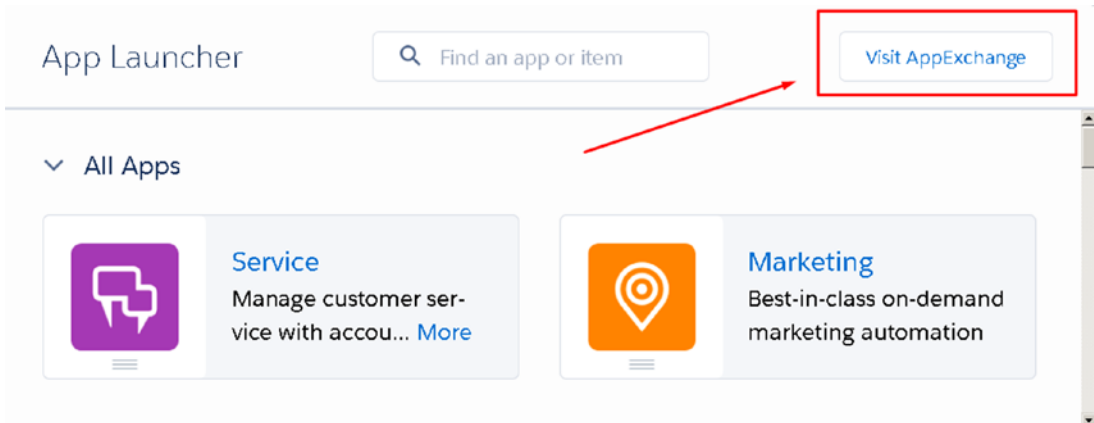 App Launcher
Find an app or item
Visit AppExchange
All Apps
Service
Manage customer ser-
vice with accou... More
Marketing
Best-in-class on-demand
marketing automation